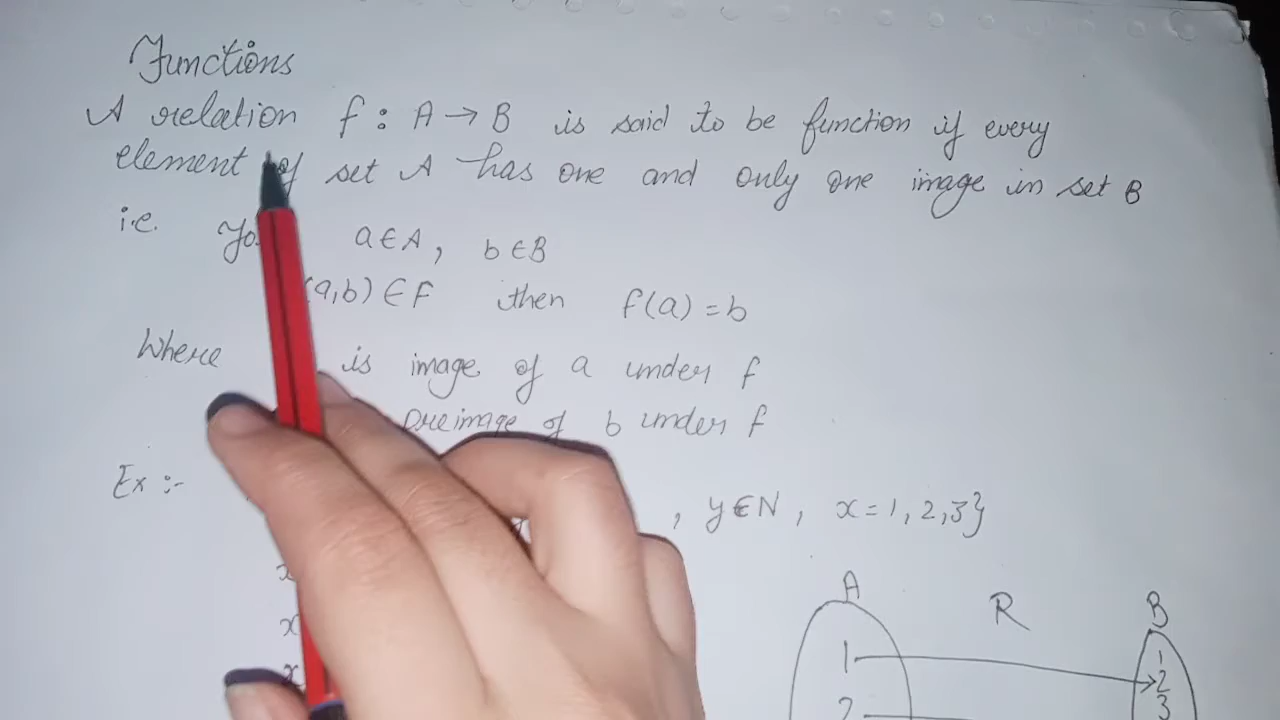 Functions
A relation f : A → B is said to be function if every
element of set A has one and only one image in set B
i.e. a∈A, b∈B
(a,b) ∈ F then f(a) = b
Where is image of a under f
preimage of b under f
Ex :- , y∈N, x = 1, 2, 3}
x
x
x
A R B
1 1
2 2
3